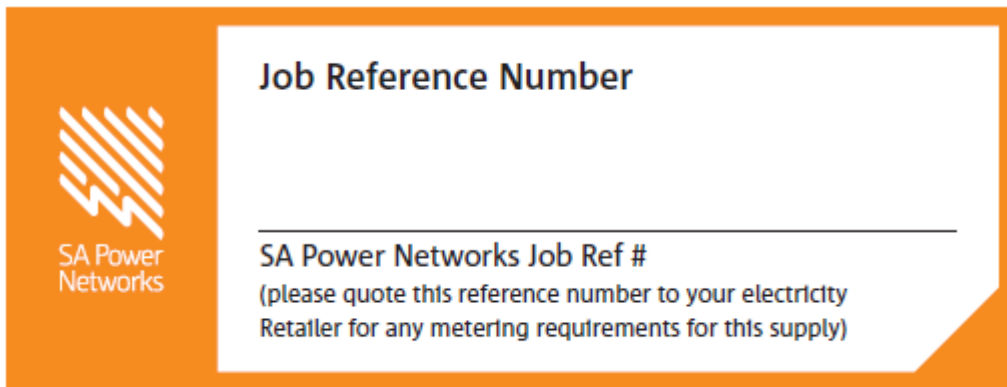 Job Reference Number
SA Power
Networks
SA Power Networks Job Ref #
(please quote this reference number to your electricity
Retailer for any metering requirements for this supply)